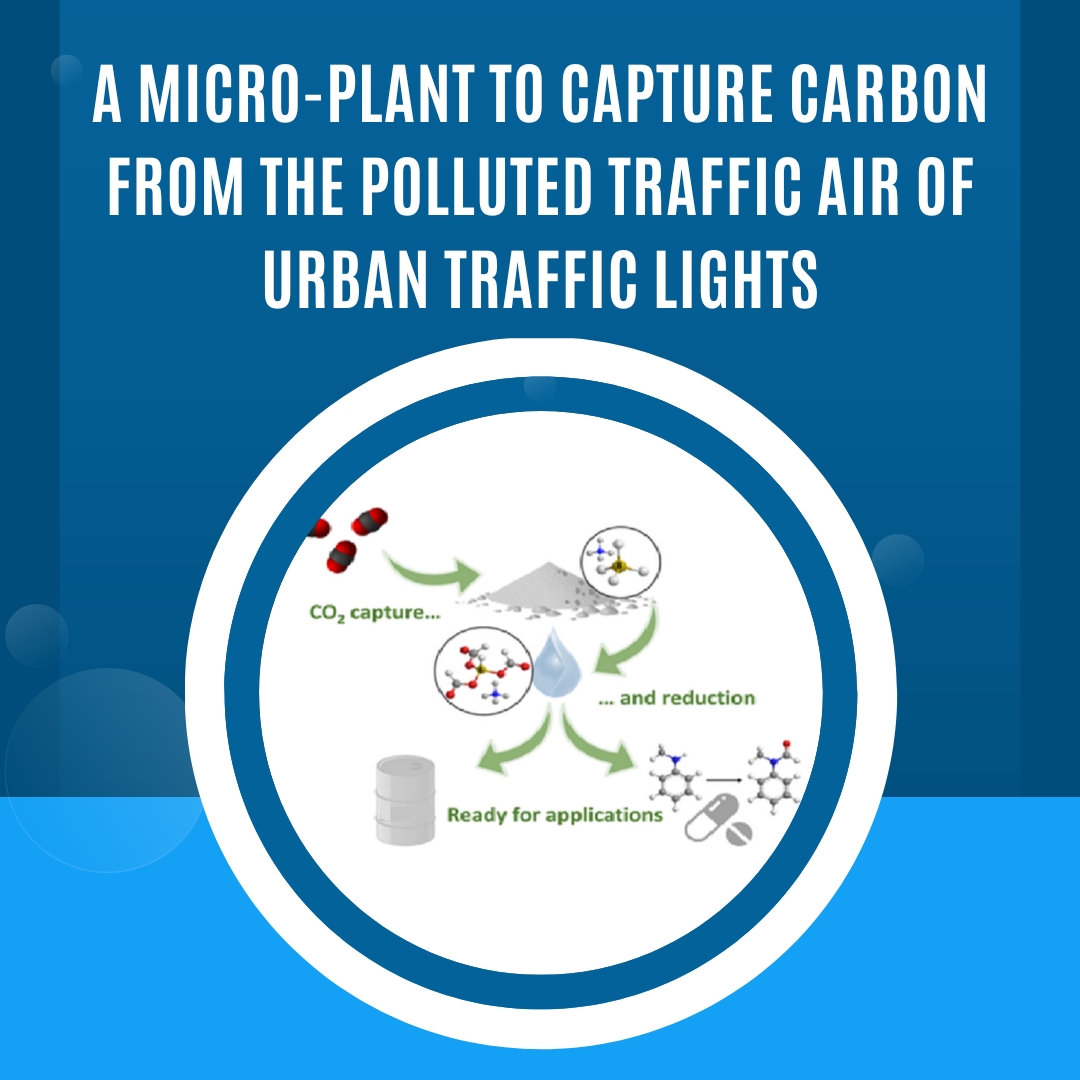 A MICRO-PLANT TO CAPTURE CARBON
FROM THE POLLUTED TRAFFIC AIR OF
URBAN TRAFFIC LIGHTS
CO₂ capture...
... and reduction
Ready for applications